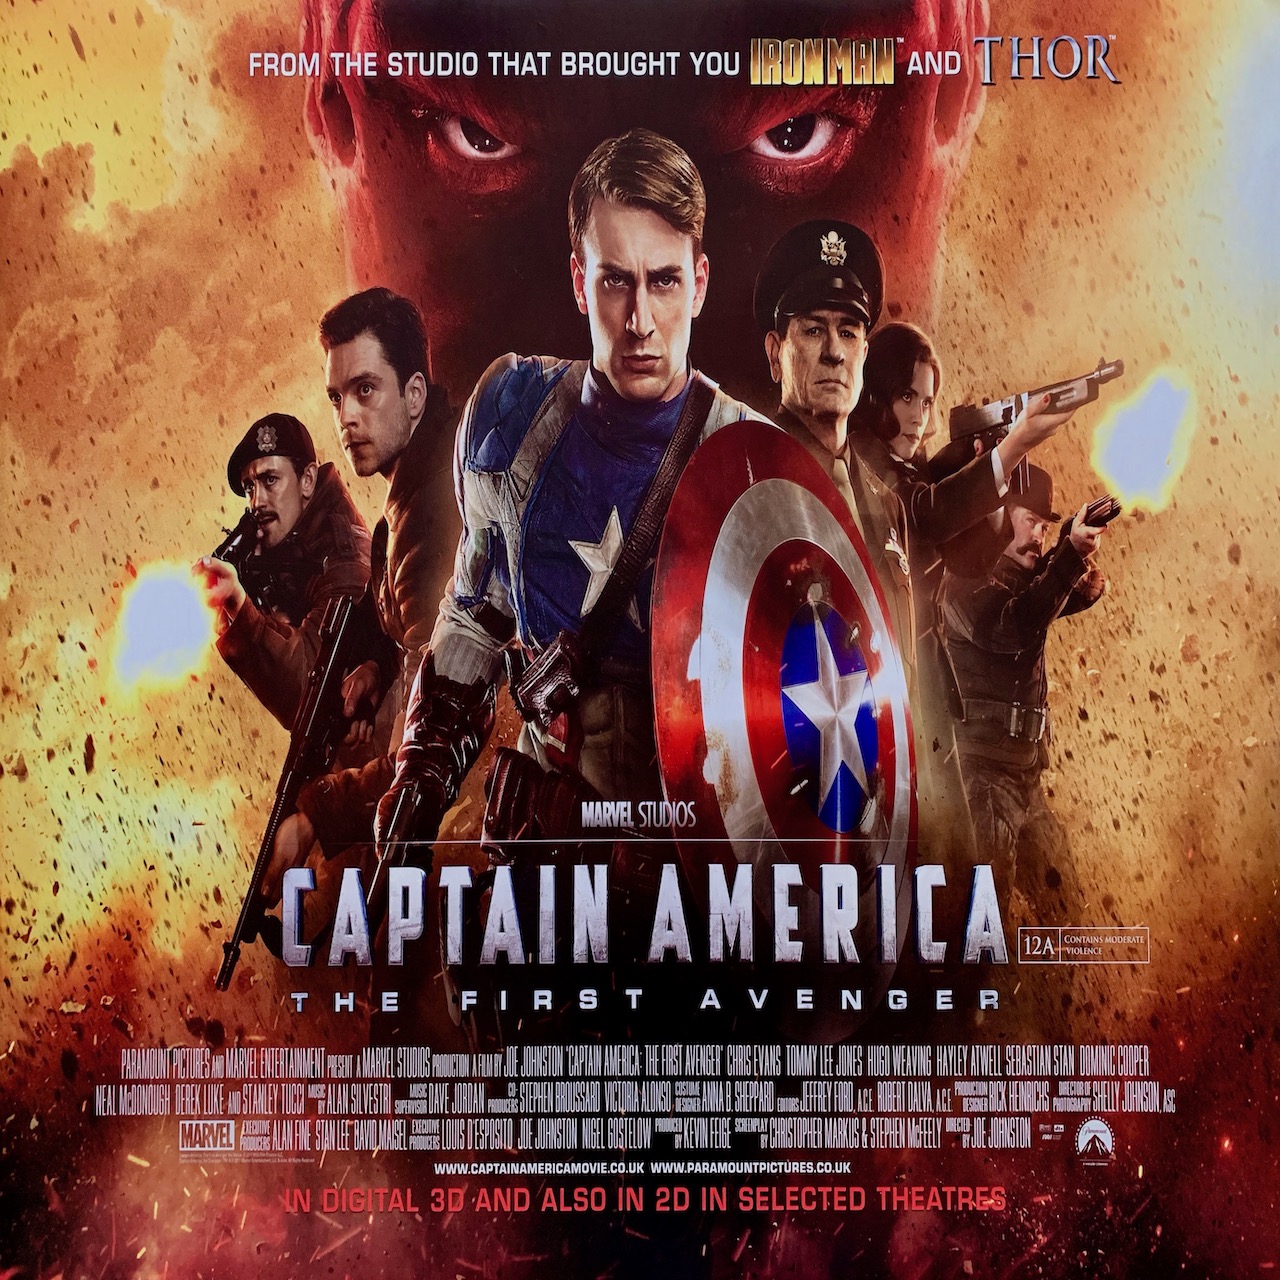 FROM THE STUDIO THAT BROUGHT YOU IRON MAN™ AND THOR™
MARVEL STUDIOS
CAPTAIN AMERICA
12A CONTAINS MODERATE VIOLENCE
THE FIRST AVENGER
PARAMOUNT PICTURES AND MARVEL ENTERTAINMENT PRESENT A MARVEL STUDIOS PRODUCTION A FILM BY JOE JOHNSTON "CAPTAIN AMERICA: THE FIRST AVENGER" CHRIS EVANS TOMMY LEE JONES HUGO WEAVING HAYLEY ATWELL SEBASTIAN STAN DOMINIC COOPER
NEAL McDONOUGH DEREK LUKE AND STANLEY TUCCI MUSIC BY ALAN SILVESTRI MUSIC SUPERVISION DAVE JORDAN CO-PRODUCERS STEPHEN BROUSSARD VICTORIA ALONSO COSTUME DESIGNER ANNA B. SHEPPARD EDITORS JEFFREY FORD, A.C.E. ROBERT DALVA, A.C.E. PRODUCTION DESIGNER RICK HEINRICHS DIRECTOR OF PHOTOGRAPHY SHELLY JOHNSON, ASC
MARVEL EXECUTIVE PRODUCERS ALAN FINE STAN LEE DAVID MAISEL EXECUTIVE PRODUCERS LOUIS D'ESPOSITO JOE JOHNSTON NIGEL GOSTELOW PRODUCED BY KEVIN FEIGE SCREENPLAY BY CHRISTOPHER MARKUS & STEPHEN McFEELY DIRECTED BY JOE JOHNSTON Paramount
WWW.CAPTAINAMERICAMOVIE.CO.UK WWW.PARAMOUNTPICTURES.CO.UK
IN DIGITAL 3D AND ALSO IN 2D IN SELECTED THEATRES